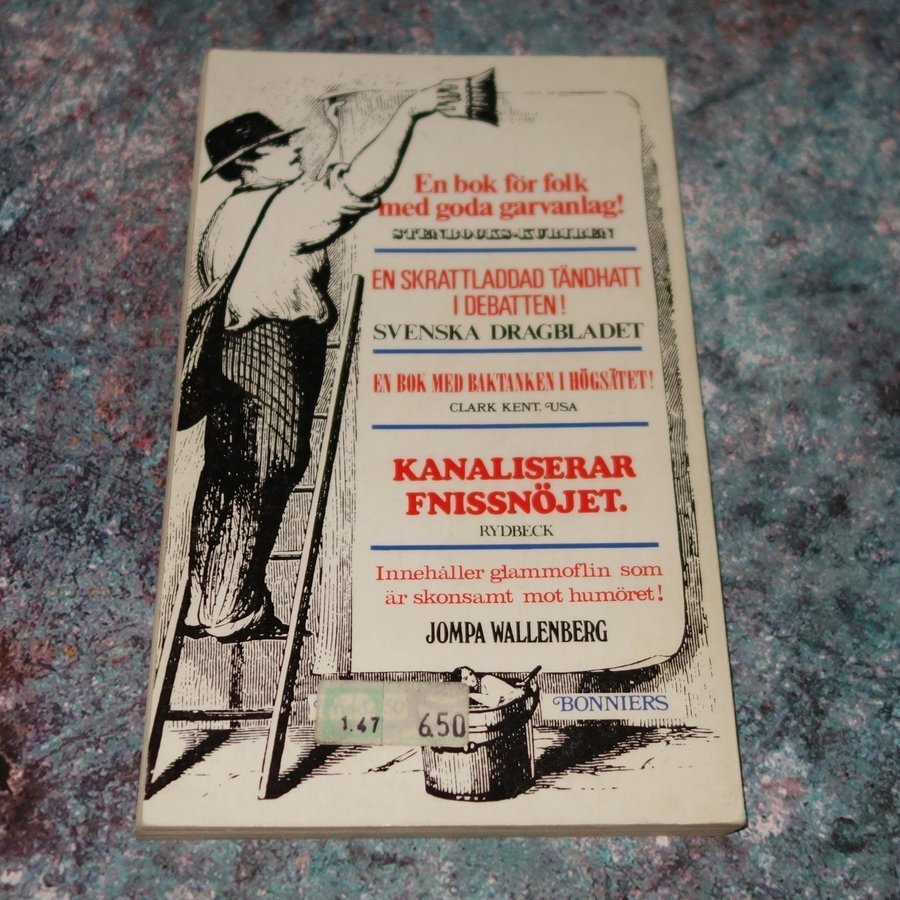 En bok för folk
med goda garvanlag!
STENBOCKS-KURIREN
EN SKRATTLADDAD TÄNDHATT
I DEBATTEN!
SVENSKA DRAGBLADET
EN BOK MED BAKTANKEN I HÖGSÄTET!
CLARK KENT. USA
KANALISERAR
FNISSNÖJET.
RYDBECK
Innehåller glammoflin som
är skonsamt mot humöret!
JOMPA WALLENBERG
BONNIERS
1.47 6.50